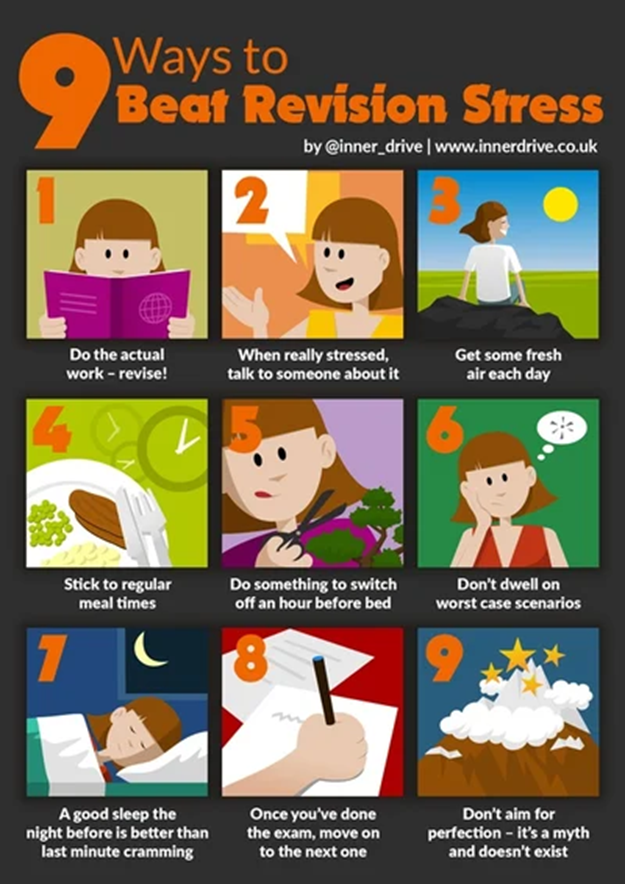 9 Ways to
Beat Revision Stress
by @inner_drive | www.innerdrive.co.uk
1
Do the actual
work – revise!
2
When really stressed,
talk to someone about it
3
Get some fresh
air each day
4
Stick to regular
meal times
5
Do something to switch
off an hour before bed
6
Don't dwell on
worst case scenarios
7
A good sleep the
night before is better than
last minute cramming
8
Once you've done
the exam, move on
to the next one
9
Don't aim for
perfection – it's a myth
and doesn't exist